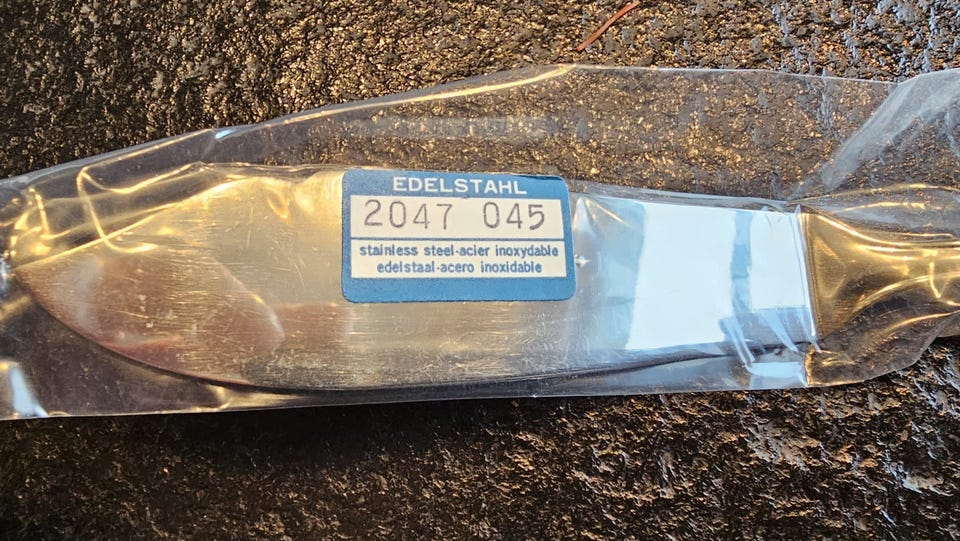 EDELSTAHL
2047 045
stainless steel-acier inoxydable
edelstaal-acero inoxidable